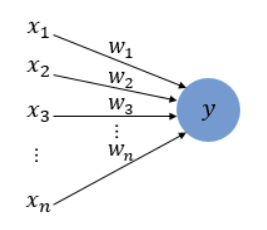 x₁
w₁
x₂
w₂
x₃
w₃
y
⋮
⋮
wₙ
xₙ